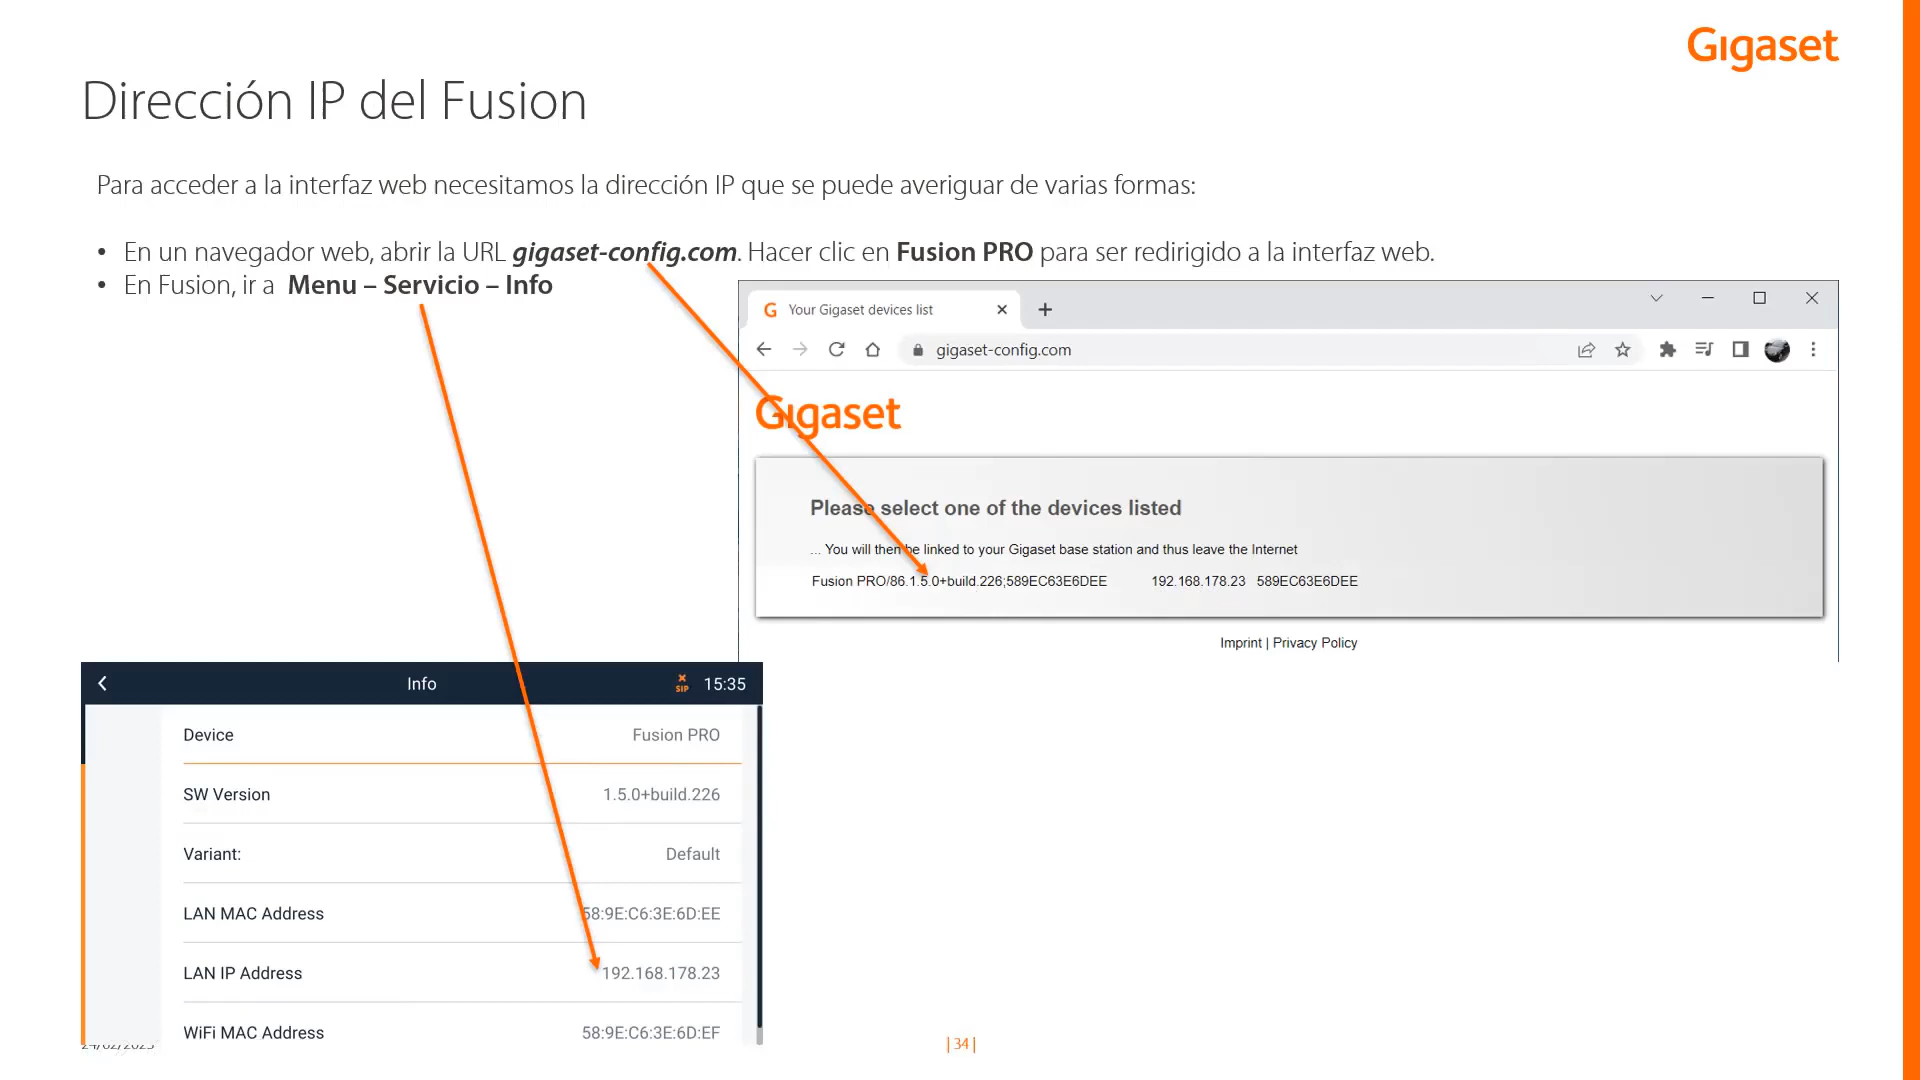 Gigaset
Dirección IP del Fusion
Para acceder a la interfaz web necesitamos la dirección IP que se puede averiguar de varias formas:
• En un navegador web, abrir la URL gigaset-config.com. Hacer clic en Fusion PRO para ser redirigido a la interfaz web.
• En Fusion, ir a Menu – Servicio – Info
G Your Gigaset devices list
gigaset-config.com
Gigaset
Please select one of the devices listed
... You will then be linked to your Gigaset base station and thus leave the Internet
Fusion PRO/86.1.5.0+build.226;589EC63E6DEE 192.168.178.23 589EC63E6DEE
Imprint | Privacy Policy
Info SIP 15:35
Device Fusion PRO
SW Version 1.5.0+build.226
Variant: Default
LAN MAC Address 58:9E:C6:3E:6D:EE
LAN IP Address 192.168.178.23
WiFi MAC Address 58:9E:C6:3E:6D:EF
| 34 |